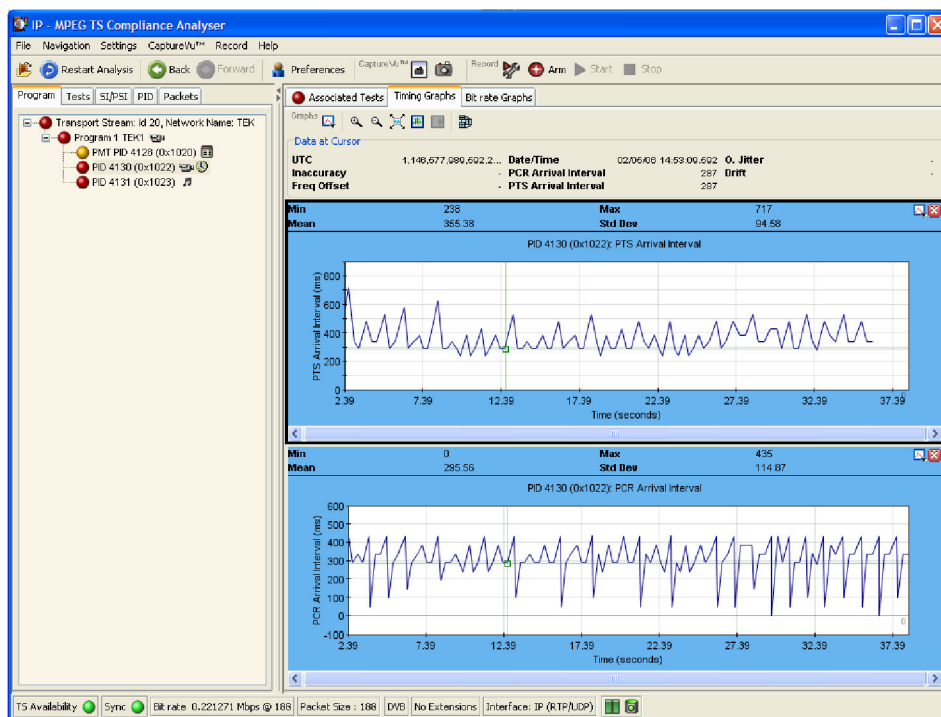 IP - MPEG TS Compliance Analyser
File Navigation Settings CaptureVu™ Record Help
Restart Analysis Back Forward Preferences CaptureVu™ Record Arm Start Stop
Program Tests SI/PSI PID Packets
Associated Tests Timing Graphs Bit rate Graphs
Transport Stream: Id 20, Network Name: TEK
Program 1 TEK1
PMT PID 4128 (0x1020)
PID 4130 (0x1022)
PID 4131 (0x1023)
Graphs
Data at Cursor
UTC 1,146,577,989,692,2... Date/Time 02/05/06 14:53:09.692 O. Jitter -
Inaccuracy - PCR Arrival Interval 287 Drift -
Freq Offset - PTS Arrival Interval 287
Min 238 Max 717
Mean 355.38 Std Dev 94.58
PID 4130 (0x1022): PTS Arrival Interval
PTS Arrival Interval (ms)
800
600
400
300
200
0
0
2.39 7.39 12.39 17.39 22.39 27.39 32.39 37.39
Time (seconds)
Min 0 Max 435
Mean 295.56 Std Dev 114.87
PID 4130 (0x1022): PCR Arrival Interval
PCR Arrival Interval (ms)
600
500
400
300
200
100
0
-100
0
2.39 7.39 12.39 17.39 22.39 27.39 32.39 37.39
Time (seconds)
TS Availability Sync Bit rate 0.221271 Mbps @ 188 Packet Size : 188 DVB No Extensions Interface: IP (RTP/UDP)